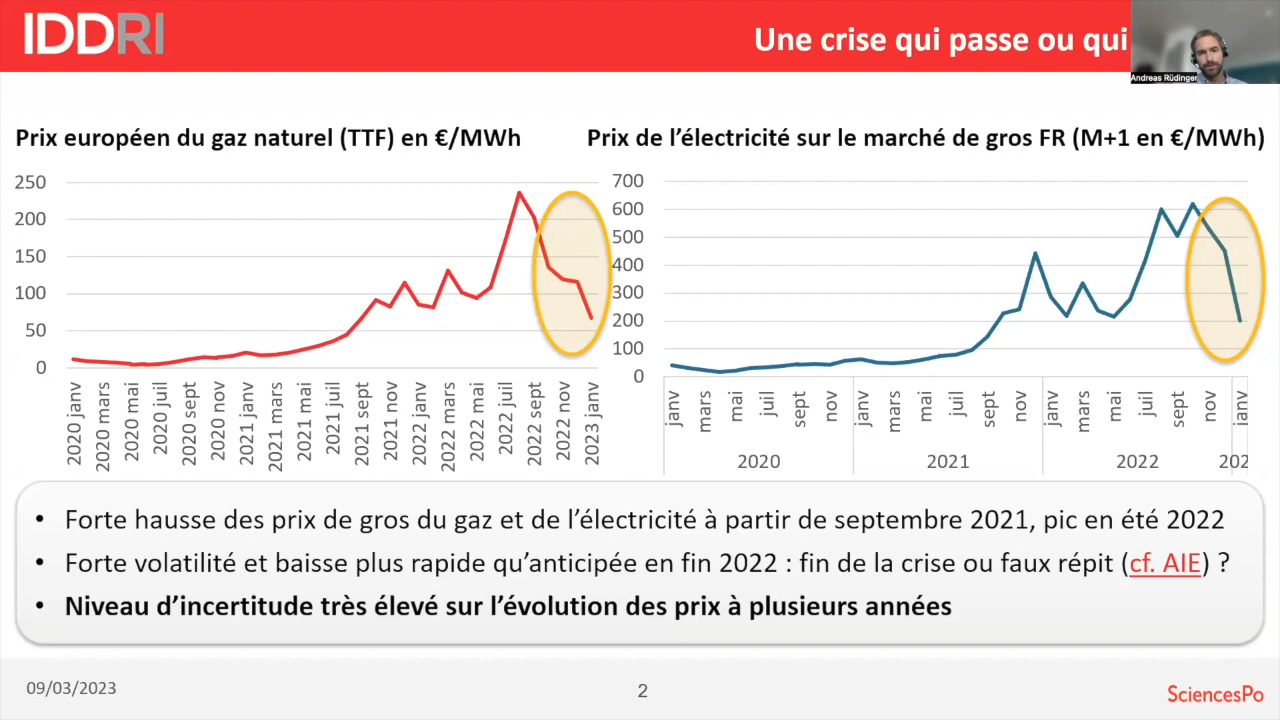 IDDRI
Une crise qui passe ou qui
Andreas Rüdinger
Prix européen du gaz naturel (TTF) en €/MWh
250
200
150
100
50
0
2020 janv
2020 mars
2020 mai
2020 juil
2020 sept
2020 nov
2021 janv
2021 mars
2021 mai
2021 juil
2021 sept
2021 nov
2022 janv
2022 mars
2022 mai
2022 juil
2022 sept
2022 nov
2023 janv
Prix de l’électricité sur le marché de gros FR (M+1 en €/MWh)
700
600
500
400
300
200
100
0
janv
mars
mai
juil
sept
nov
janv
mars
mai
juil
sept
nov
janv
mars
mai
juil
sept
nov
janv
2020
2021
2022
202
• Forte hausse des prix de gros du gaz et de l’électricité à partir de septembre 2021, pic en été 2022
• Forte volatilité et baisse plus rapide qu’anticipée en fin 2022 : fin de la crise ou faux répit (cf. AIE) ?
• Niveau d’incertitude très élevé sur l’évolution des prix à plusieurs années
09/03/2023
2
SciencesPo